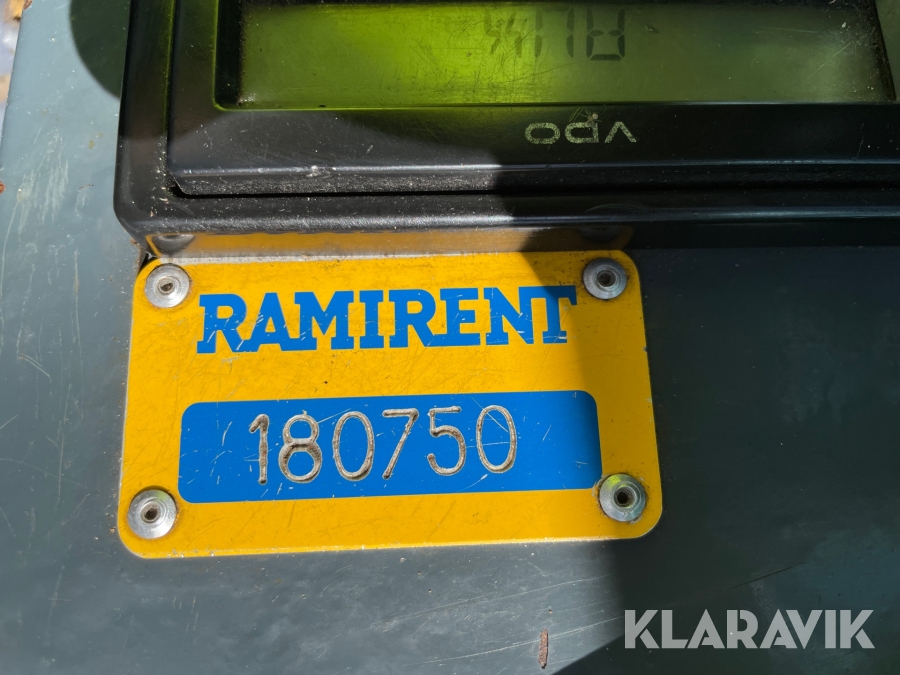 VDO
RAMIRENT
180750
KLARAVIK